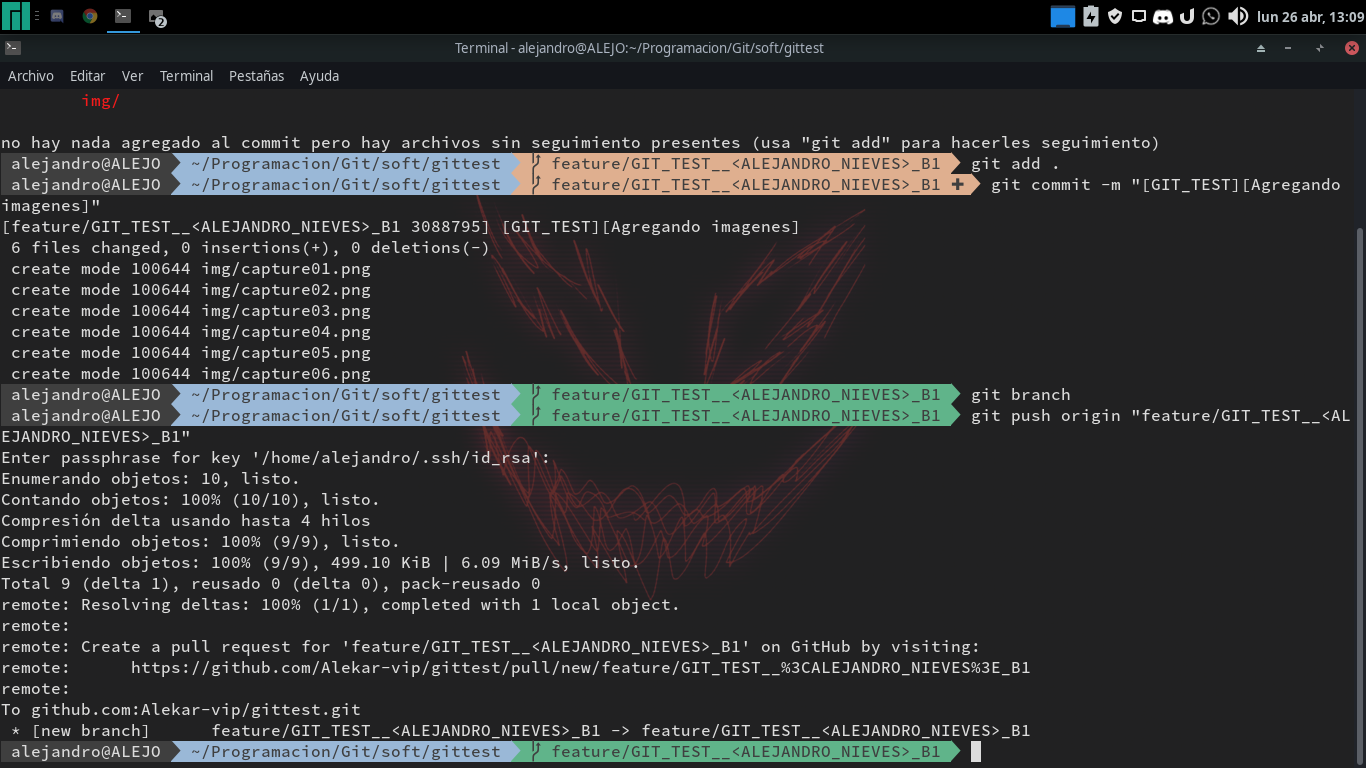 2
lun 26 abr, 13:09
Terminal - alejandro@ALEJO:~/Programacion/Git/soft/gittest
Archivo Editar Ver Terminal Pestañas Ayuda
img/
no hay nada agregado al commit pero hay archivos sin seguimiento presentes (usa "git add" para hacerles seguimiento)
alejandro@ALEJO ~/Programacion/Git/soft/gittest feature/GIT_TEST__<ALEJANDRO_NIEVES>_B1 git add .
alejandro@ALEJO ~/Programacion/Git/soft/gittest feature/GIT_TEST__<ALEJANDRO_NIEVES>_B1 ✚ git commit -m "[GIT_TEST][Agregando
imagenes]"
[feature/GIT_TEST__<ALEJANDRO_NIEVES>_B1 3088795] [GIT_TEST][Agregando imagenes]
6 files changed, 0 insertions(+), 0 deletions(-)
create mode 100644 img/capture01.png
create mode 100644 img/capture02.png
create mode 100644 img/capture03.png
create mode 100644 img/capture04.png
create mode 100644 img/capture05.png
create mode 100644 img/capture06.png
alejandro@ALEJO ~/Programacion/Git/soft/gittest feature/GIT_TEST__<ALEJANDRO_NIEVES>_B1 git branch
alejandro@ALEJO ~/Programacion/Git/soft/gittest feature/GIT_TEST__<ALEJANDRO_NIEVES>_B1 git push origin "feature/GIT_TEST__<AL
EJANDRO_NIEVES>_B1"
Enter passphrase for key '/home/alejandro/.ssh/id_rsa':
Enumerando objetos: 10, listo.
Contando objetos: 100% (10/10), listo.
Compresión delta usando hasta 4 hilos
Comprimiendo objetos: 100% (9/9), listo.
Escribiendo objetos: 100% (9/9), 499.10 KiB | 6.09 MiB/s, listo.
Total 9 (delta 1), reusado 0 (delta 0), pack-reusado 0
remote: Resolving deltas: 100% (1/1), completed with 1 local object.
remote:
remote: Create a pull request for 'feature/GIT_TEST__<ALEJANDRO_NIEVES>_B1' on GitHub by visiting:
remote: https://github.com/Alekar-vip/gittest/pull/new/feature/GIT_TEST__%3CALEJANDRO_NIEVES%3E_B1
remote:
To github.com:Alekar-vip/gittest.git
* [new branch] feature/GIT_TEST__<ALEJANDRO_NIEVES>_B1 -> feature/GIT_TEST__<ALEJANDRO_NIEVES>_B1
alejandro@ALEJO ~/Programacion/Git/soft/gittest feature/GIT_TEST__<ALEJANDRO_NIEVES>_B1